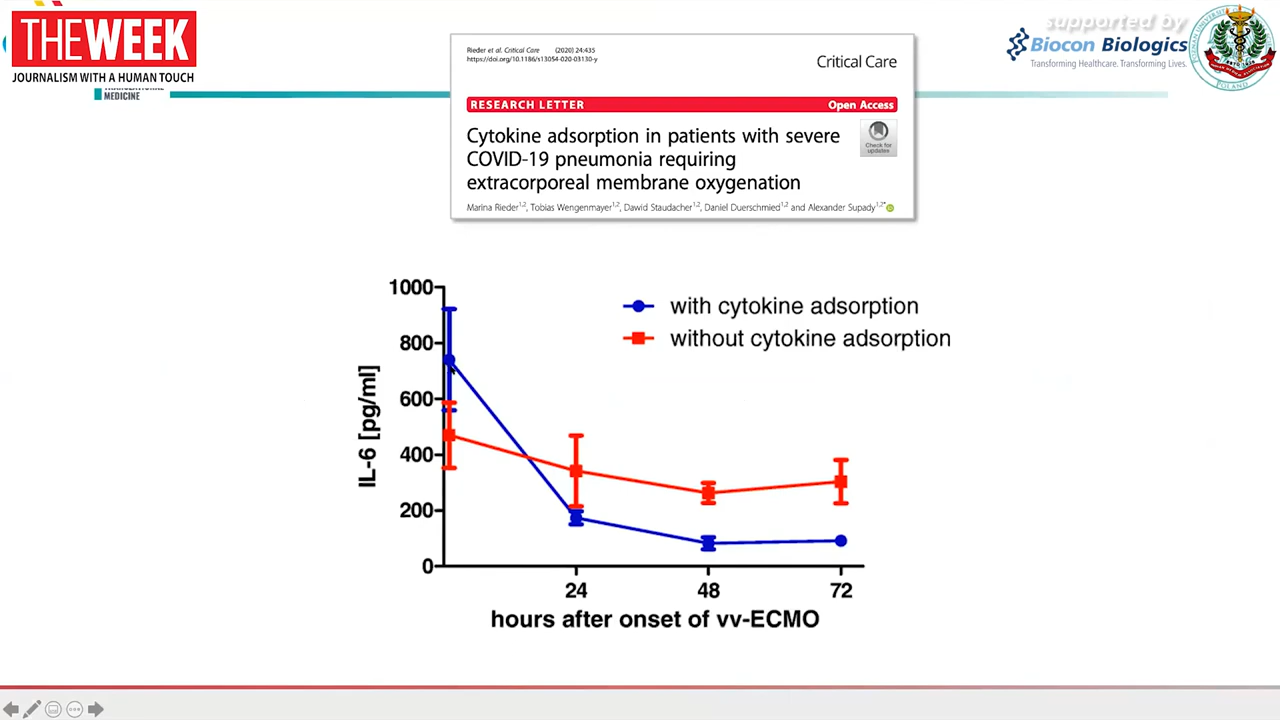 THE WEEK
JOURNALISM WITH A HUMAN TOUCH
MEDICINE
supported by
Biocon Biologics
Transforming Healthcare. Transforming Lives.
POLAND
Rieder et al. Critical Care (2020) 24:435
https://doi.org/10.1186/s13054-020-03130-y
Critical Care
RESEARCH LETTER Open Access
Cytokine adsorption in patients with severe
COVID-19 pneumonia requiring
extracorporeal membrane oxygenation
Check for
updates
Marina Rieder1,2, Tobias Wengenmayer1,2, Dawid Staudacher1,2, Daniel Duerschmied1,2 and Alexander Supady1,2*
with cytokine adsorption
without cytokine adsorption
IL-6 [pg/ml]
1000
800
600
400
200
0
24 48 72
hours after onset of vv-ECMO